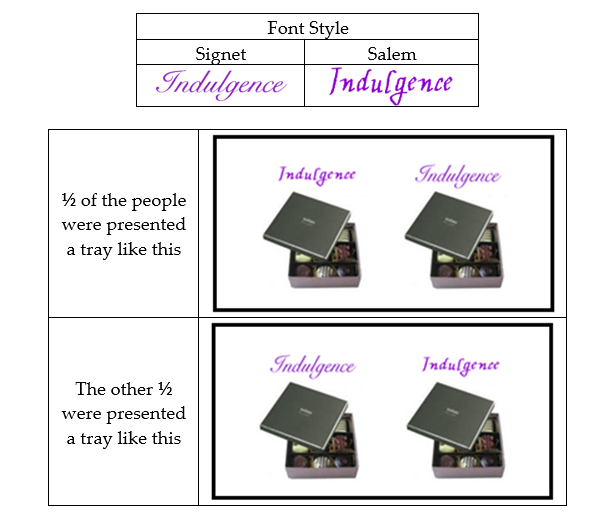 Font Style
Signet Salem
Indulgence Indulgence
½ of the people
were presented
a tray like this
Indulgence Indulgence
The other ½
were presented
a tray like this
Indulgence Indulgence